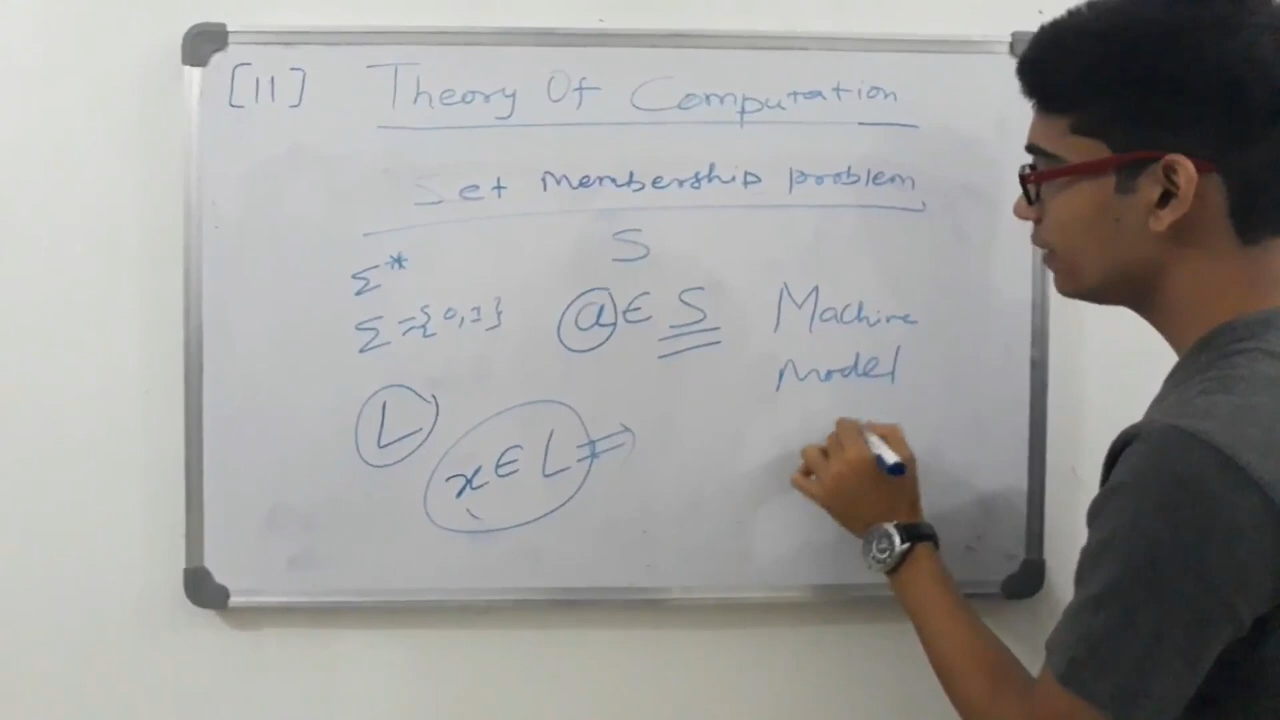 [11] Theory Of Computation
Set Membership problem
S
Σ*
Σ = {0,1}
a ∈ S
Machine
Model
L
x ∈ L ⇒